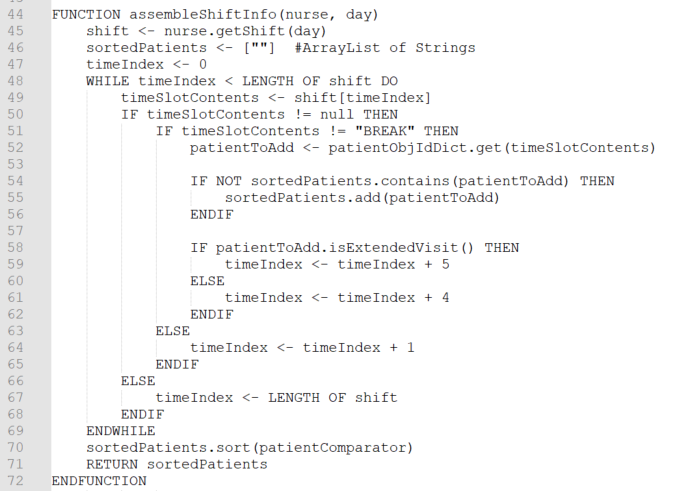 44 FUNCTION assembleShiftInfo(nurse, day)
45     shift <- nurse.getShift(day)
46     sortedPatients <- [""]  #ArrayList of Strings
47     timeIndex <- 0
48     WHILE timeIndex < LENGTH OF shift DO
49         timeSlotContents <- shift[timeIndex]
50         IF timeSlotContents != null THEN
51             IF timeSlotContents != "BREAK" THEN
52                 patientToAdd <- patientObjIdDict.get(timeSlotContents)
53
54                 IF NOT sortedPatients.contains(patientToAdd) THEN
55                     sortedPatients.add(patientToAdd)
56                 ENDIF
57
58                 IF patientToAdd.isExtendedVisit() THEN
59                     timeIndex <- timeIndex + 5
60                 ELSE
61                     timeIndex <- timeIndex + 4
62                 ENDIF
63             ELSE
64                 timeIndex <- timeIndex + 1
65             ENDIF
66         ELSE
67             timeIndex <- LENGTH OF shift
68         ENDIF
69     ENDWHILE
70     sortedPatients.sort(patientComparator)
71     RETURN sortedPatients
72 ENDFUNCTION